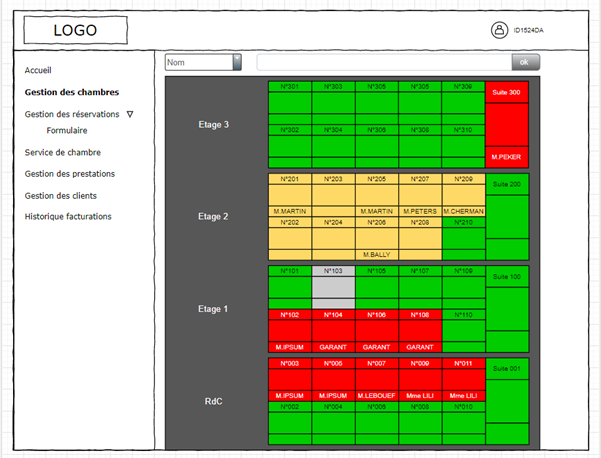 LOGO
ID1524DA
Accueil
Gestion des chambres
Gestion des réservations
Formulaire
Service de chambre
Gestion des prestations
Gestion des clients
Historique facturations
Nom
ok
Etage 3
N°301 N°303 N°305 N°305 N°309 Suite 300
N°302 N°304 N°306 N°308 N°310
M.PEKER
Etage 2
N°201 N°203 N°205 N°207 N°209 Suite 200
M.MARTIN M.MARTIN M.PETERS M.CHERMAN
N°202 N°204 N°206 N°208 N°210
M.BALLY
Etage 1
N°101 N°103 N°105 N°107 N°109 Suite 100
N°102 N°104 N°106 N°108 N°110
M.IPSUM GARANT GARANT GARANT
RdC
N°003 N°005 N°007 N°009 N°011 Suite 001
M.IPSUM M.IPSUM M.LEBOUEF Mme LILI Mme LILI
N°002 N°004 N°006 N°008 N°010